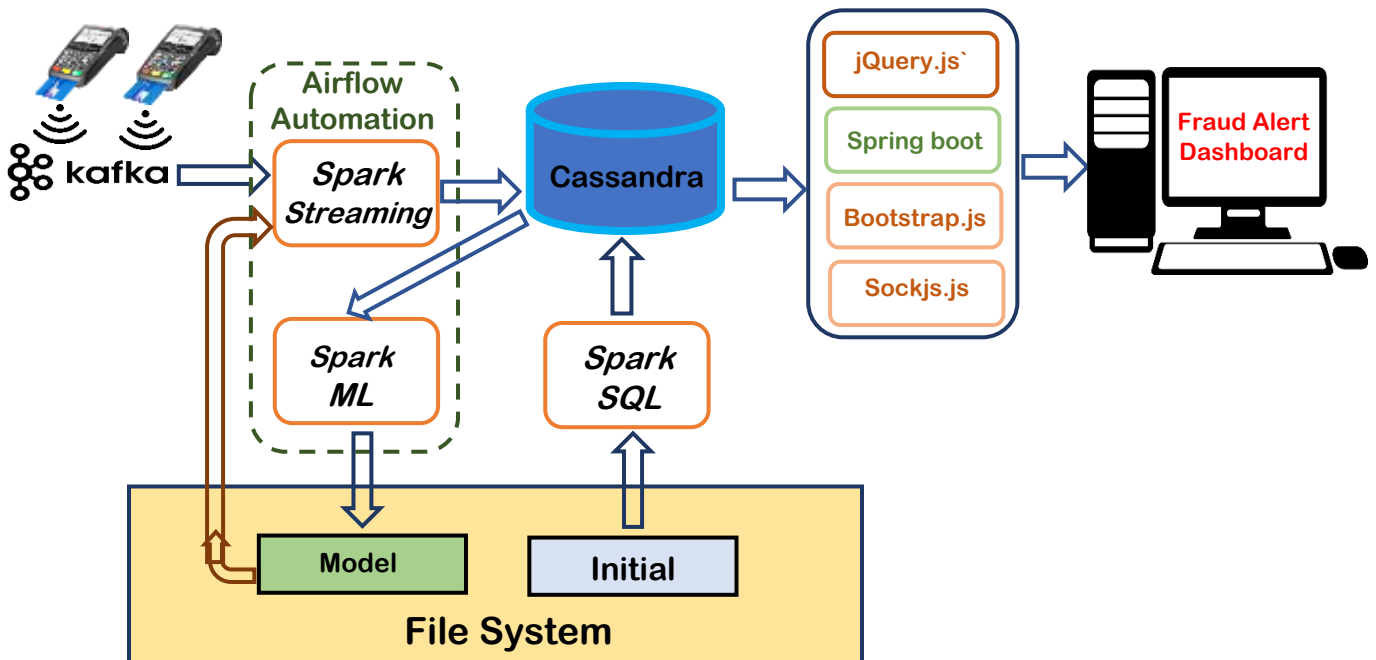 Airflow
Automation
kafka
Spark
Streaming
Cassandra
jQuery.js`
Spring boot
Bootstrap.js
Sockjs.js
Fraud Alert
Dashboard
Spark
ML
Spark
SQL
Model
Initial
File System